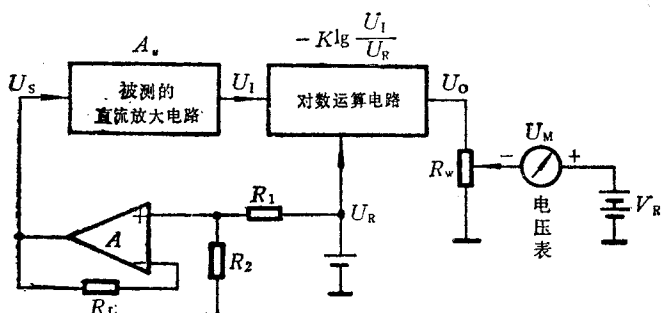 A_u
-Klg U_I/U_R
U_S
被测的
直流放大电路
U_I
对数运算电路
U_O
U_M
R_w
-
+
电压表
V_R
R_1
U_R
+
A
-
R_2
R_f